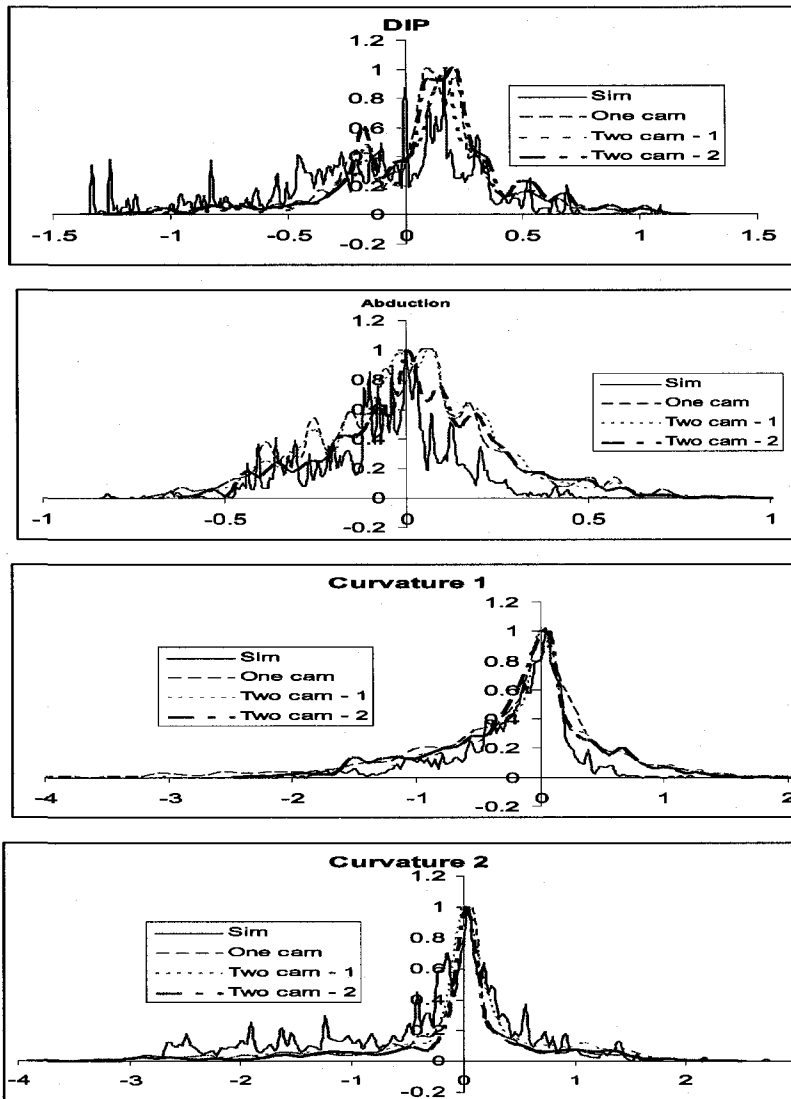 DIP
1.2
1
0.8
0.6
0.4
0.2
0
-0.2
-1.5 -1 -0.5 0 0.5 1 1.5
Sim
One cam
Two cam - 1
Two cam - 2
Abduction
1.2
1
0.8
0.6
0.4
0.2
0
-0.2
-1 -0.5 0 0.5 1
Sim
One cam
Two cam - 1
Two cam - 2
Curvature 1
1.2
1
0.8
0.6
0.4
0.2
0
-0.2
-4 -3 -2 -1 0 1 2
Sim
One cam
Two cam - 1
Two cam - 2
Curvature 2
1.2
1
0.8
0.6
0.4
0.2
0
-0.2
-4 -3 -2 -1 0 1 2
Sim
One cam
Two cam - 1
Two cam - 2